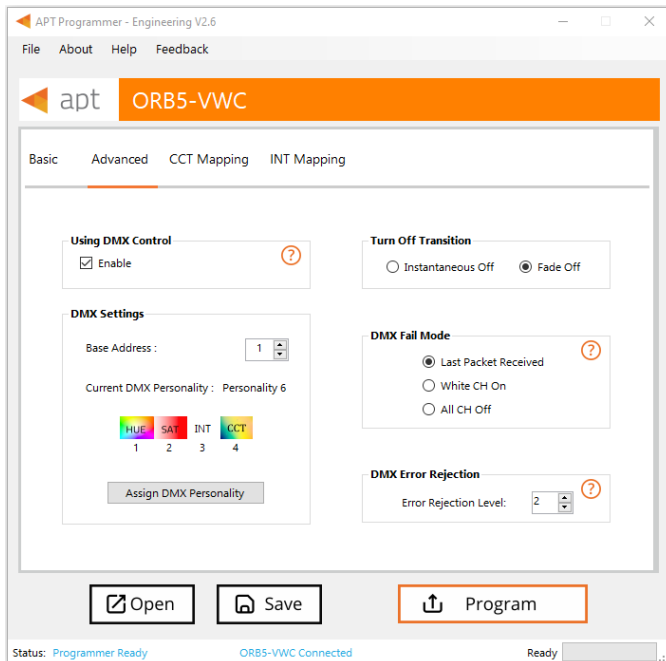 APT Programmer - Engineering V2.6
File About Help Feedback
apt ORB5-VWC
Basic Advanced CCT Mapping INT Mapping
Using DMX Control
Enable
?
DMX Settings
Base Address : 1
Current DMX Personality : Personality 6
HUE SAT INT CCT
1 2 3 4
Assign DMX Personality
Turn Off Transition
Instantaneous Off Fade Off
DMX Fail Mode
?
Last Packet Received
White CH On
All CH Off
DMX Error Rejection
?
Error Rejection Level: 2
Open Save Program
Status: Programmer Ready ORB5-VWC Connected Ready